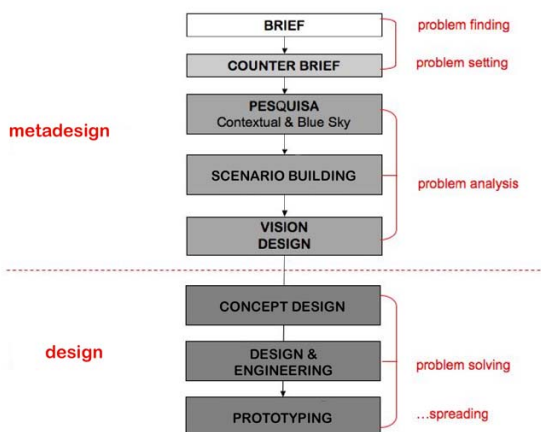 BRIEF
problem finding
COUNTER BRIEF
problem setting
metadesign
PESQUISA
Contextual & Blue Sky
SCENARIO BUILDING
problem analysis
VISION
DESIGN
CONCEPT DESIGN
design
DESIGN &
ENGINEERING
problem solving
PROTOTYPING
...spreading